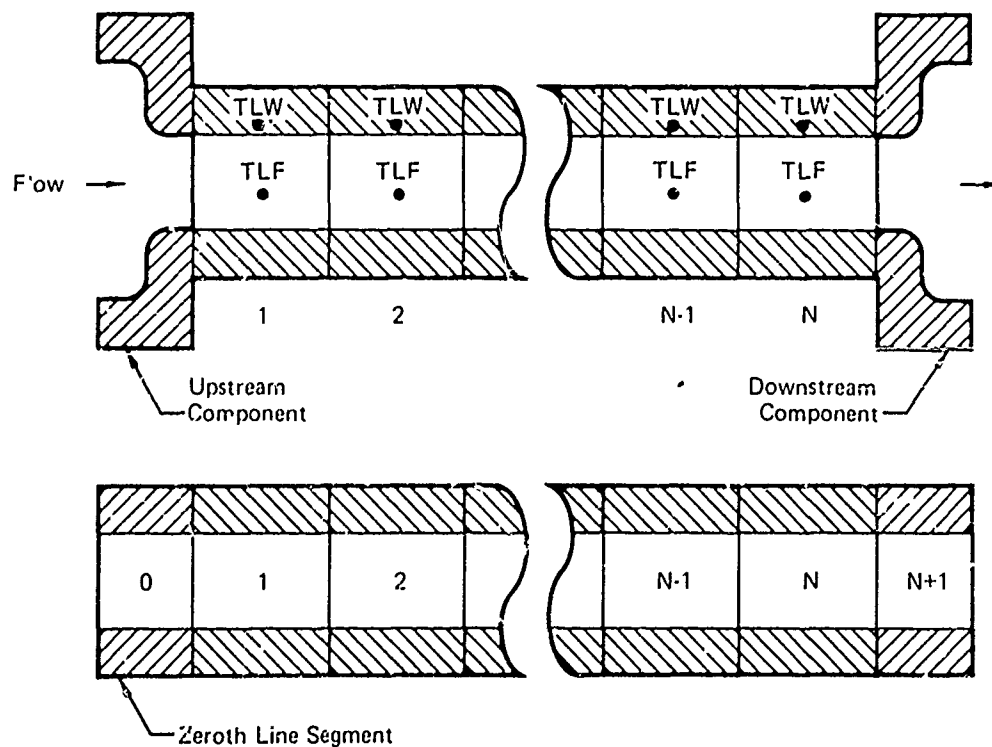 TLW TLW TLW TLW
TLF TLF TLF TLF
F'ow
1 2 N-1 N
Upstream
Component
Downstream
Component
0 1 2 N-1 N N+1
Zeroth Line Segment